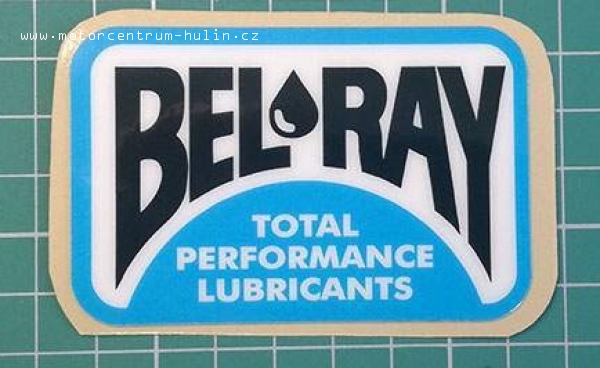 www.motorcentrum-hulin.cz
BEL RAY
TOTAL
PERFORMANCE
LUBRICANTS